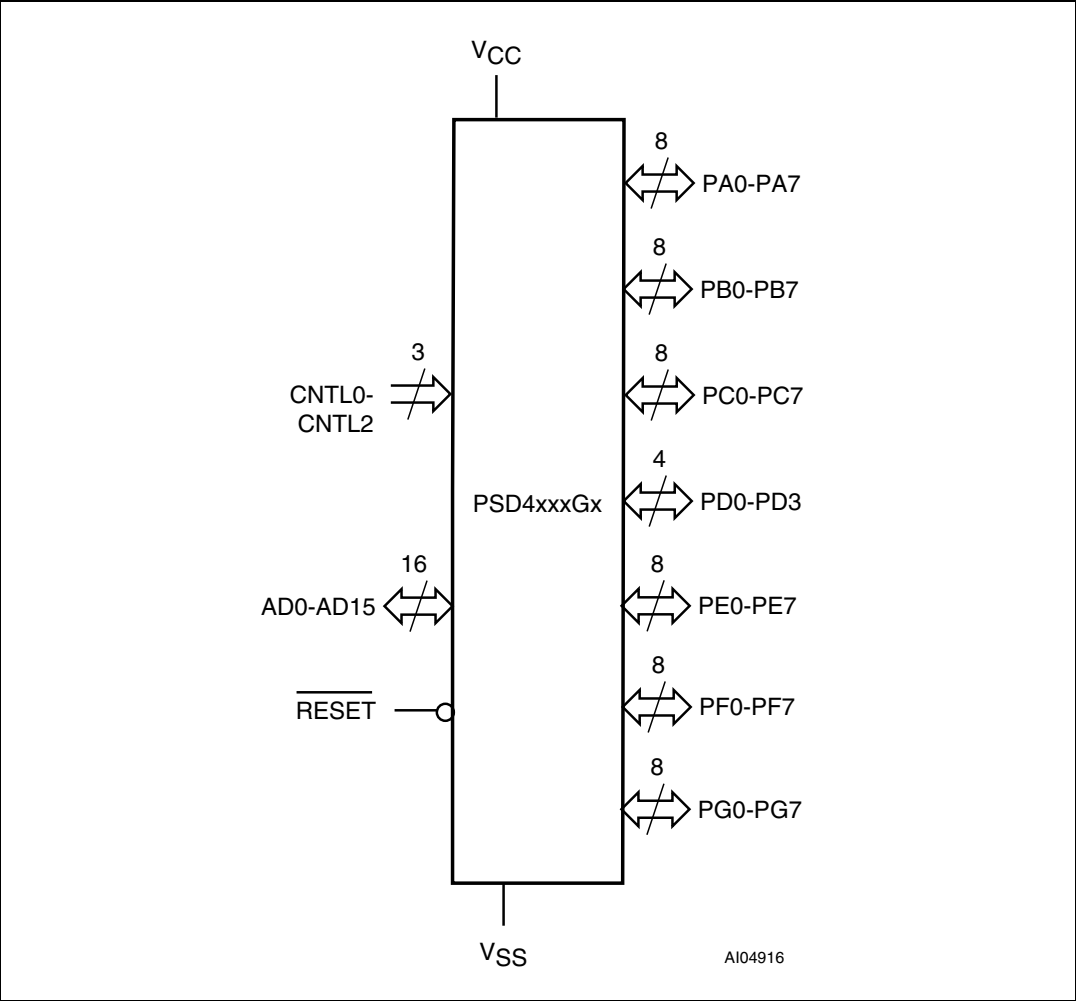 VCC
8
PA0-PA7
8
PB0-PB7
3
CNTL0-
CNTL2
8
PC0-PC7
4
PD0-PD3
PSD4xxxGx
16
AD0-AD15
8
PE0-PE7
RESET
8
PF0-PF7
8
PG0-PG7
VSS
AI04916